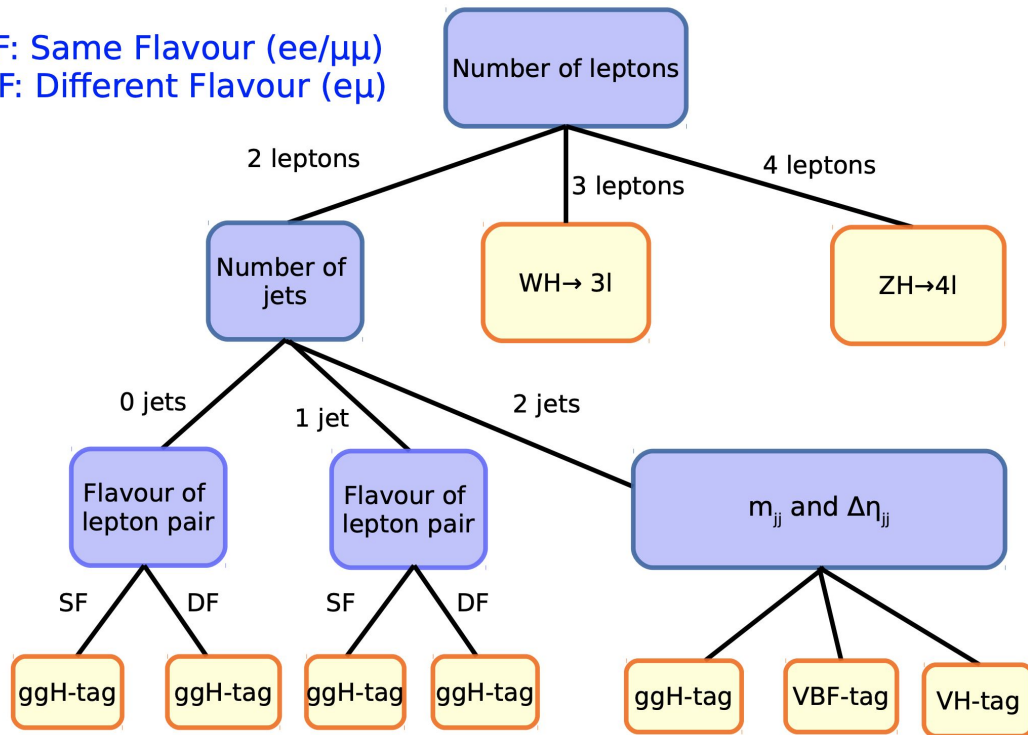 F: Same Flavour (ee/μμ)
F: Different Flavour (eμ)
Number of leptons
2 leptons
3 leptons
4 leptons
Number of
jets
WH→ 3l
ZH→4l
0 jets
1 jet
2 jets
Flavour of
lepton pair
Flavour of
lepton pair
mjj and Δηjj
SF
DF
SF
DF
ggH-tag
ggH-tag
ggH-tag
ggH-tag
ggH-tag
VBF-tag
VH-tag